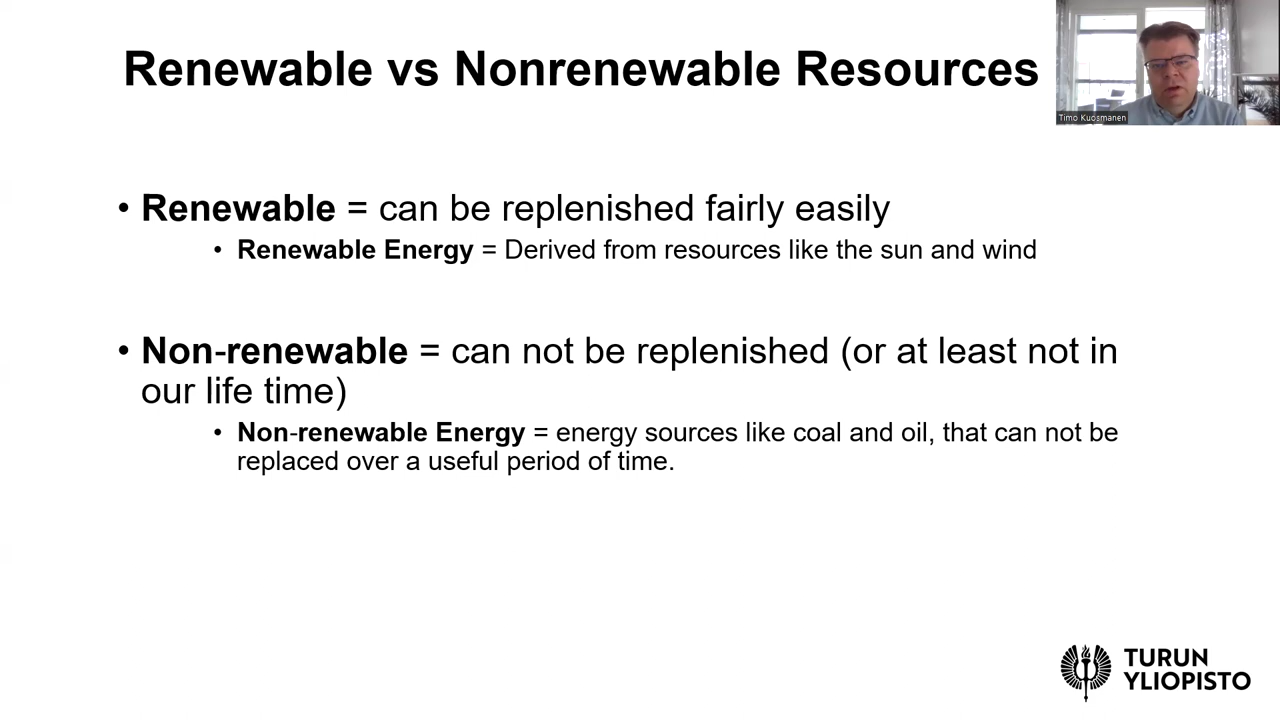 Renewable vs Nonrenewable Resources
Timo Kuosmanen
• Renewable = can be replenished fairly easily
• Renewable Energy = Derived from resources like the sun and wind
• Non-renewable = can not be replenished (or at least not in
our life time)
• Non-renewable Energy = energy sources like coal and oil, that can not be
replaced over a useful period of time.
TURUN
YLIOPISTO